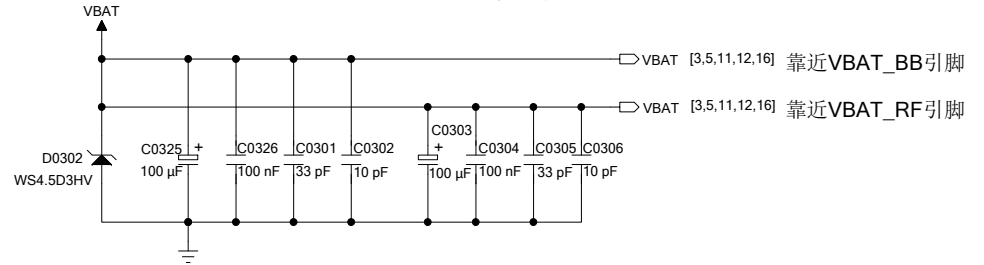 VBAT
VBAT [3,5,11,12,16] 靠近VBAT_BB引脚
VBAT [3,5,11,12,16] 靠近VBAT_RF引脚
D0302
WS4.5D3HV
C0325 +
100 µF
C0326
100 nF
C0301
33 pF
C0302
10 pF
C0303
+
100 µF
C0304
100 nF
C0305
33 pF
C0306
10 pF